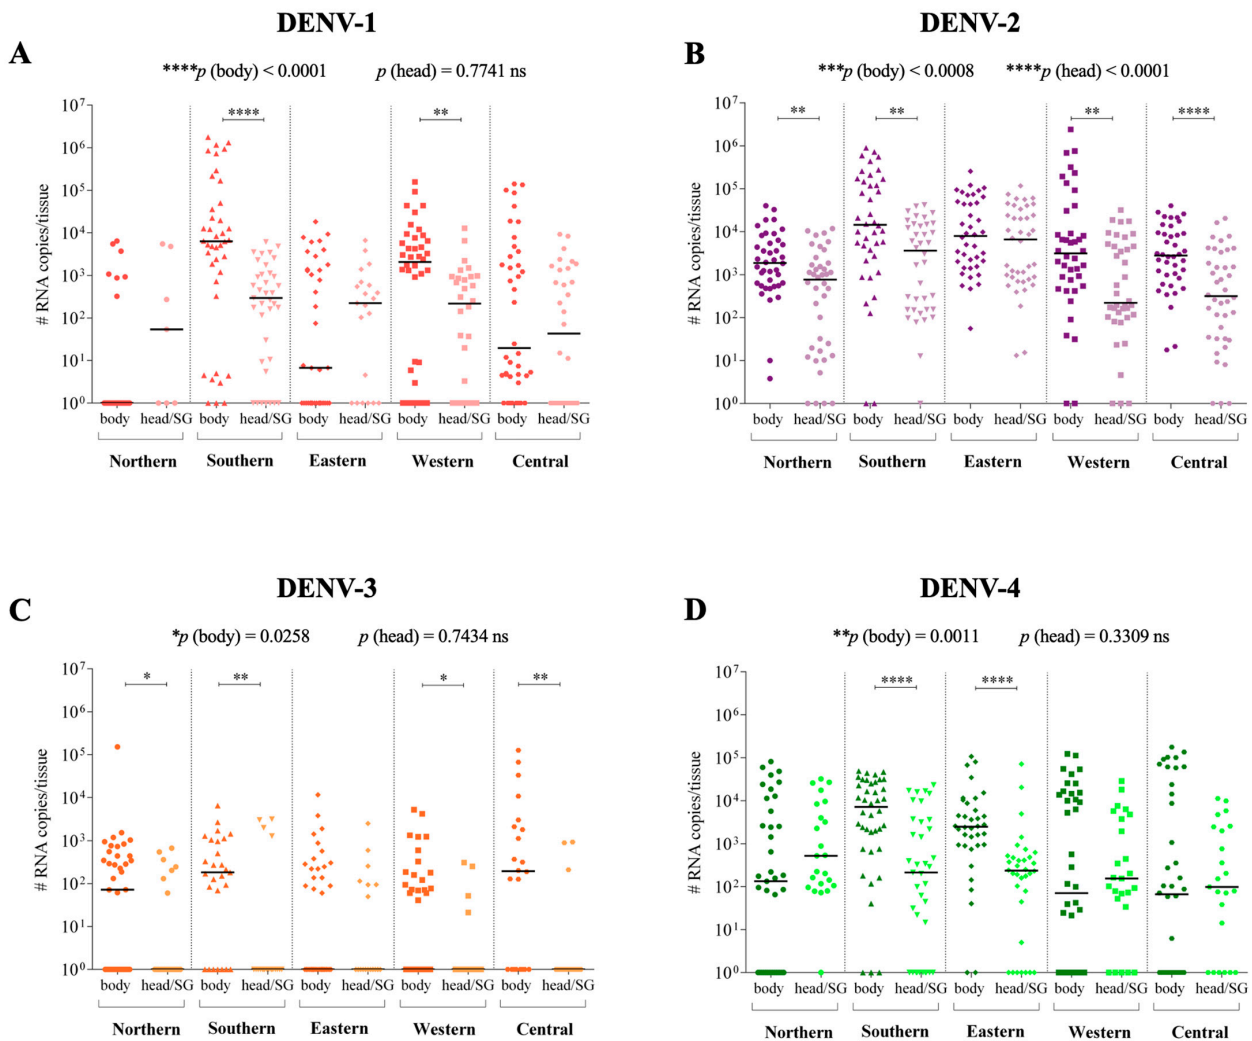 DENV-1
A
****p (body) < 0.0001 p (head) = 0.7741 ns
# RNA copies/tissue
10⁷
10⁶
10⁵
10⁴
10³
10²
10¹
10⁰
**** **
body head/SG body head/SG body head/SG body head/SG body head/SG
Northern Southern Eastern Western Central
DENV-2
B
***p (body) < 0.0008 ****p (head) < 0.0001
# RNA copies/tissue
10⁷
10⁶
10⁵
10⁴
10³
10²
10¹
10⁰
** ** ** ****
body head/SG body head/SG body head/SG body head/SG body head/SG
Northern Southern Eastern Western Central
DENV-3
C
*p (body) = 0.0258 p (head) = 0.7434 ns
# RNA copies/tissue
10⁷
10⁶
10⁵
10⁴
10³
10²
10¹
10⁰
* ** * **
body head/SG body head/SG body head/SG body head/SG body head/SG
Northern Southern Eastern Western Central
DENV-4
D
**p (body) = 0.0011 p (head) = 0.3309 ns
# RNA copies/tissue
10⁷
10⁶
10⁵
10⁴
10³
10²
10¹
10⁰
**** ****
body head/SG body head/SG body head/SG body head/SG body head/SG
Northern Southern Eastern Western Central